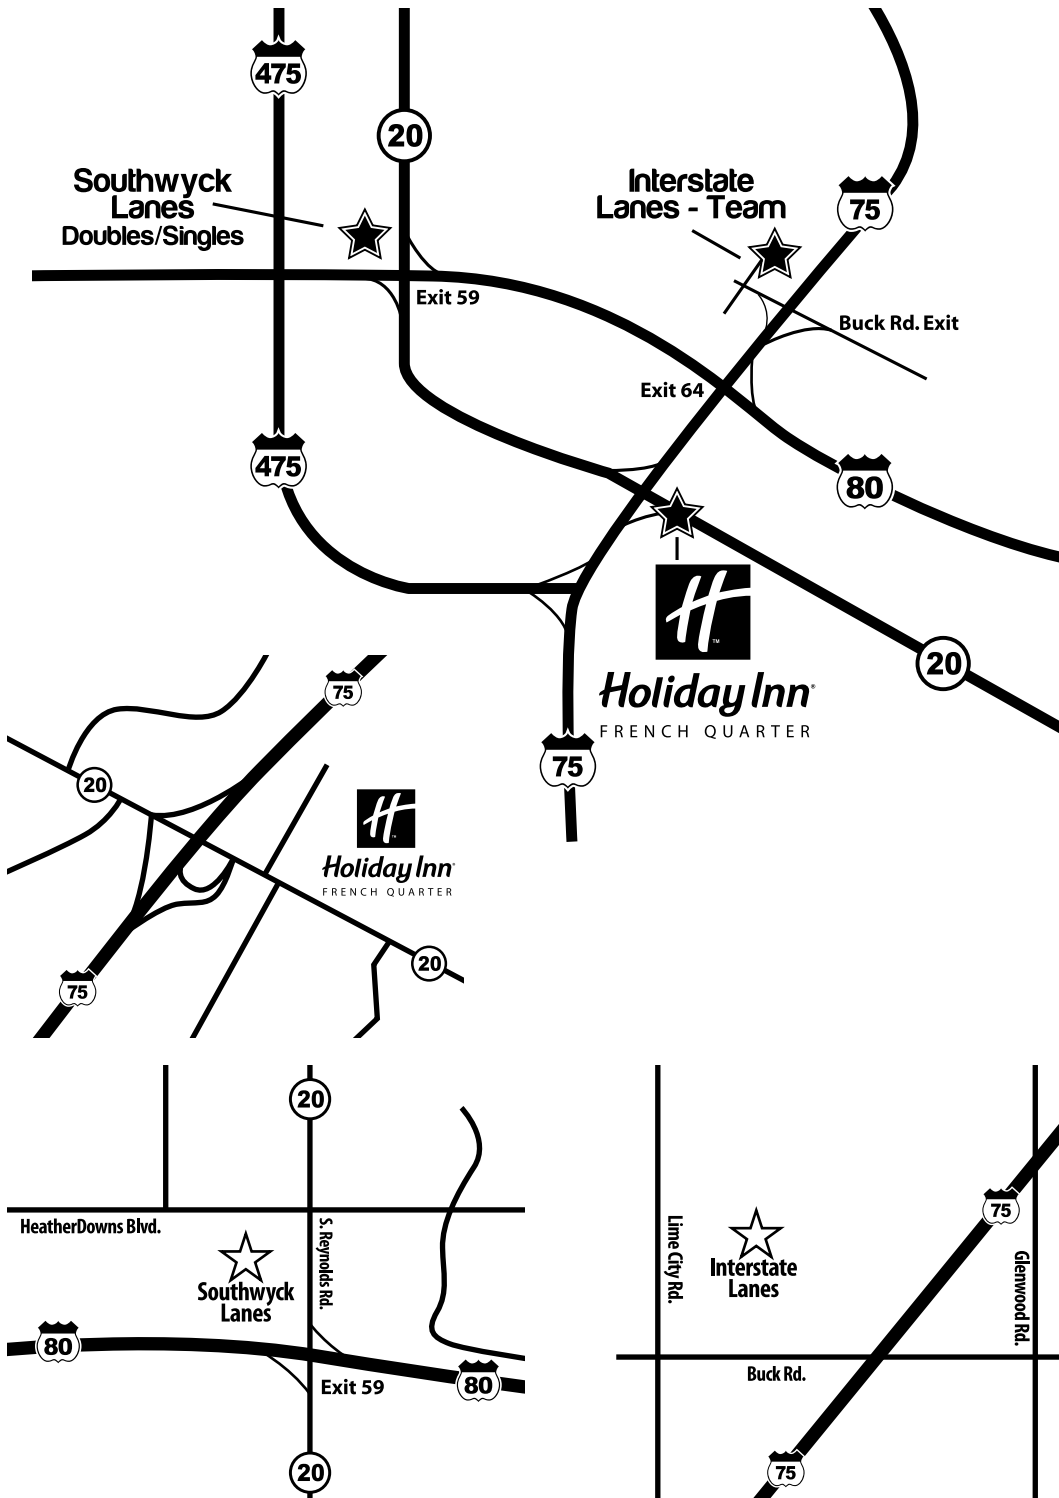 475
20
Southwyck
Lanes
Doubles/Singles
Interstate
Lanes - Team
75
Exit 59
Buck Rd. Exit
Exit 64
475
80
H
™
20
Holiday Inn®
FRENCH QUARTER
75
75
20
H
™
Holiday Inn®
FRENCH QUARTER
20
75
20
HeatherDowns Blvd.
S. Reynolds Rd.
Southwyck
Lanes
80
Exit 59
80
20
75
Lime City Rd.
Interstate
Lanes
Glenwood Rd.
Buck Rd.
75